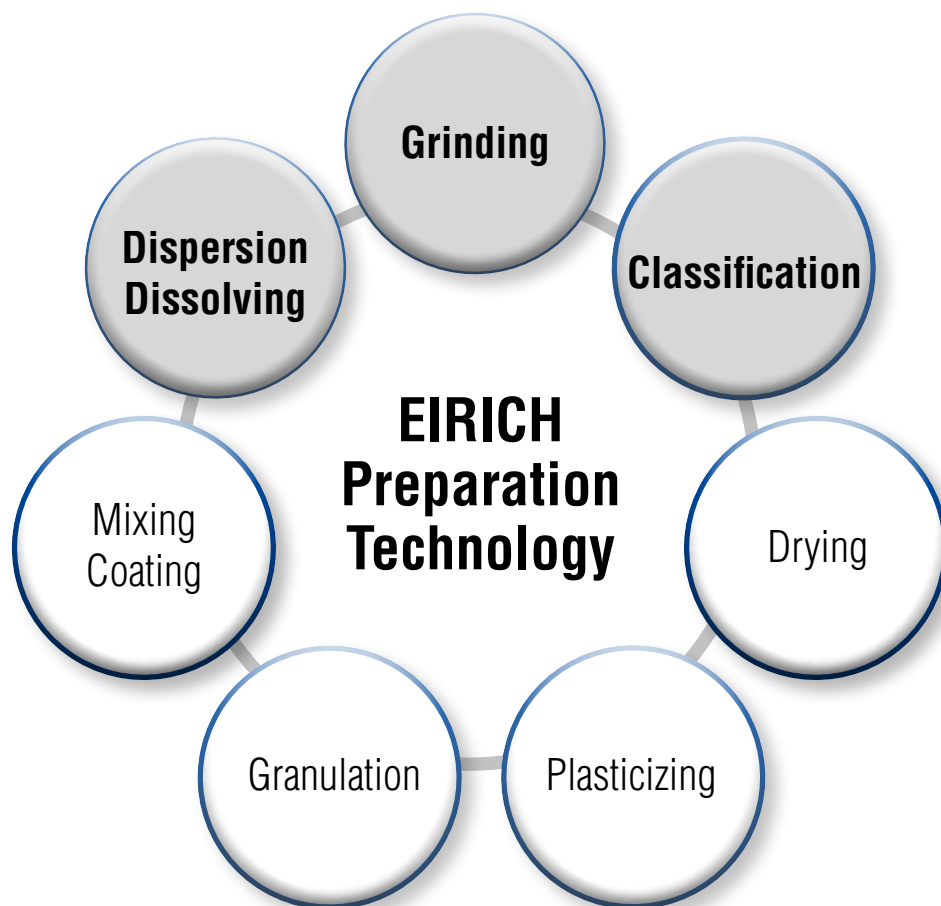 Grinding
Dispersion
Dissolving
Classification
EIRICH
Preparation
Technology
Mixing
Coating
Drying
Granulation
Plasticizing